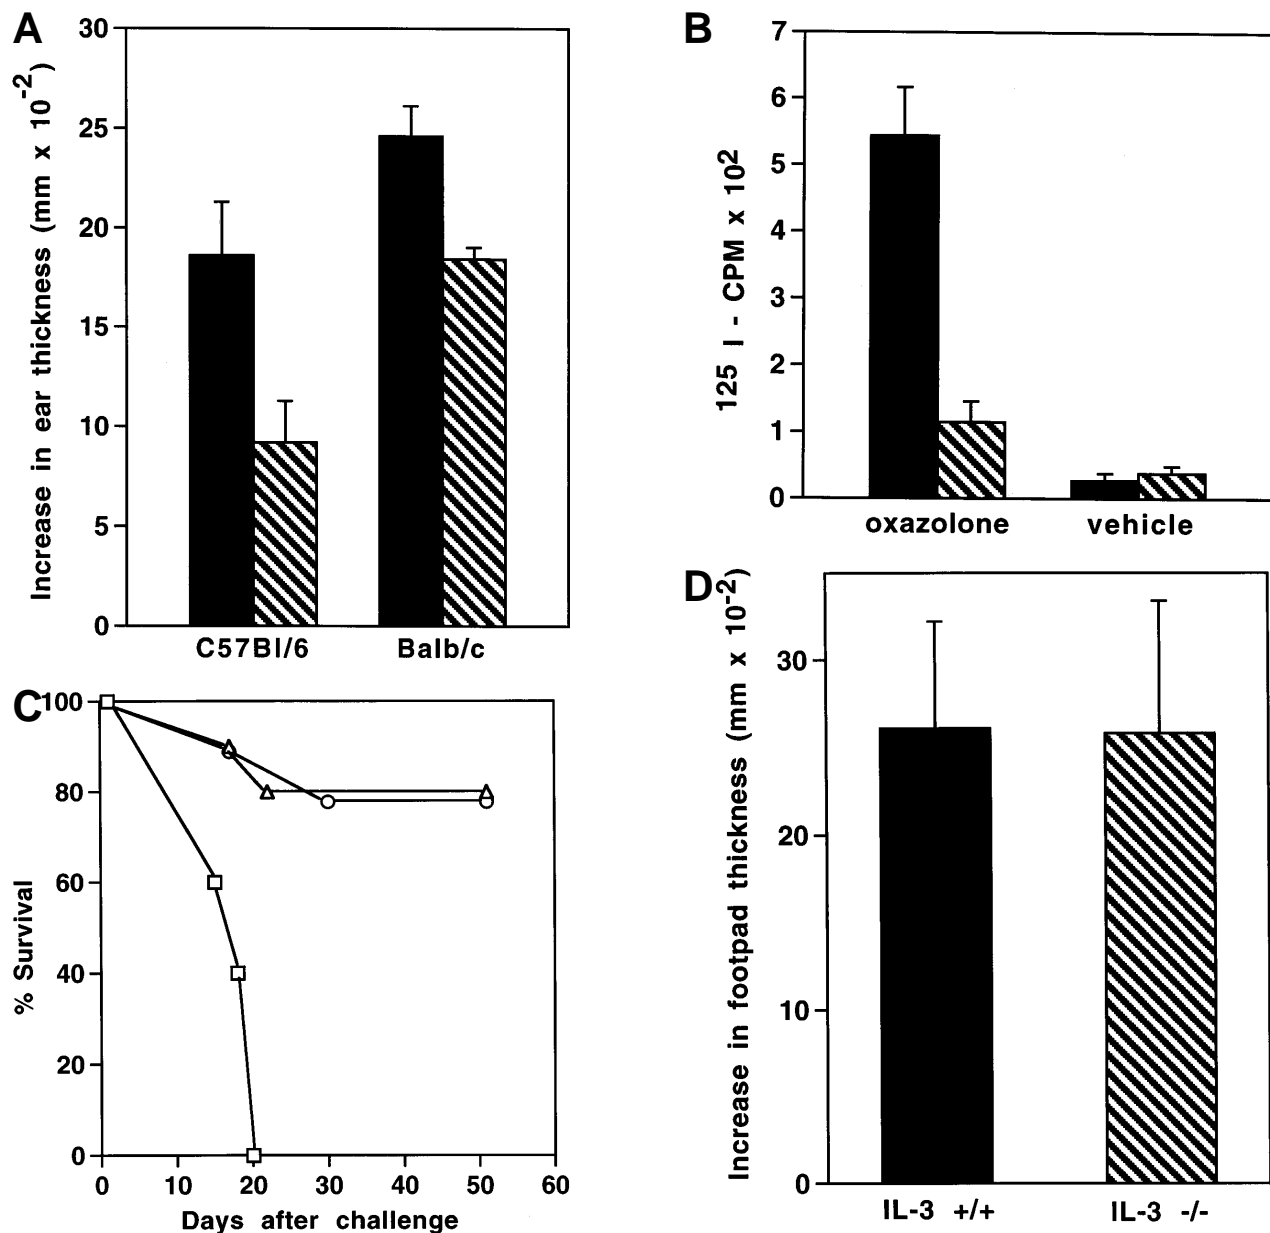 A
Increase in ear thickness (mm x 10-2)
30
25
20
15
10
5
0
C57Bl/6 Balb/c
B
125 I - CPM x 102
7
6
5
4
3
2
1
0
oxazolone vehicle
C
% Survival
100
80
60
40
20
0
0 10 20 30 40 50 60
Days after challenge
D
Increase in footpad thickness (mm x 10-2)
30
20
10
0
IL-3 +/+ IL-3 -/-